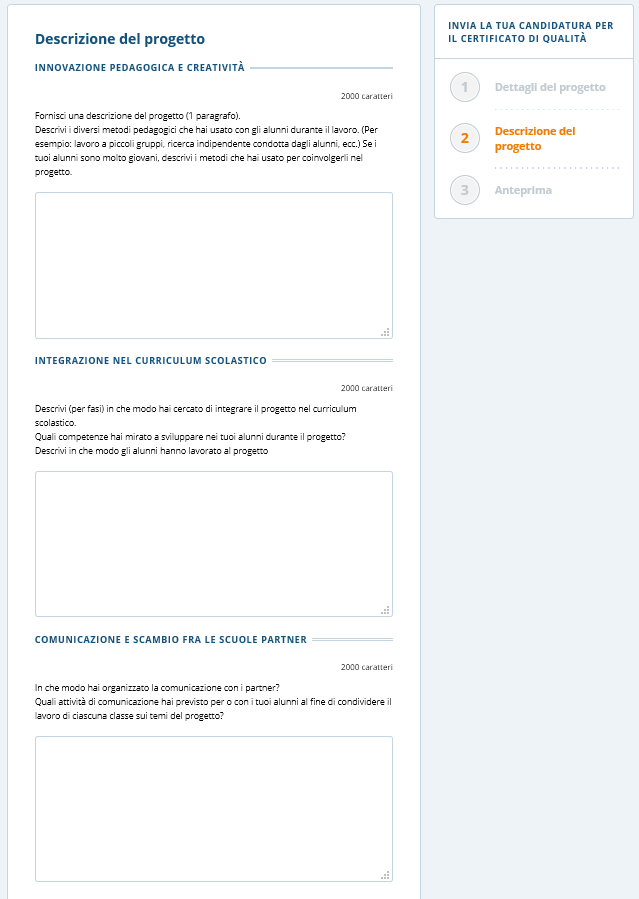 Descrizione del progetto
INNOVAZIONE PEDAGOGICA E CREATIVITÀ
2000 caratteri
Fornisci una descrizione del progetto (1 paragrafo).
Descrivi i diversi metodi pedagogici che hai usato con gli alunni durante il lavoro. (Per
esempio: lavoro a piccoli gruppi, ricerca indipendente condotta dagli alunni, ecc.) Se i
tuoi alunni sono molto giovani, descrivi i metodi che hai usato per coinvolgerli nel
progetto.
INTEGRAZIONE NEL CURRICULUM SCOLASTICO
2000 caratteri
Descrivi (per fasi) in che modo hai cercato di integrare il progetto nel curriculum
scolastico.
Quali competenze hai mirato a sviluppare nei tuoi alunni durante il progetto?
Descrivi in che modo gli alunni hanno lavorato al progetto
COMUNICAZIONE E SCAMBIO FRA LE SCUOLE PARTNER
2000 caratteri
In che modo hai organizzato la comunicazione con i partner?
Quali attività di comunicazione hai previsto per o con i tuoi alunni al fine di condividere il
lavoro di ciascuna classe sui temi del progetto?
INVIA LA TUA CANDIDATURA PER
IL CERTIFICATO DI QUALITÀ
1 Dettagli del progetto
2 Descrizione del
progetto
3 Anteprima